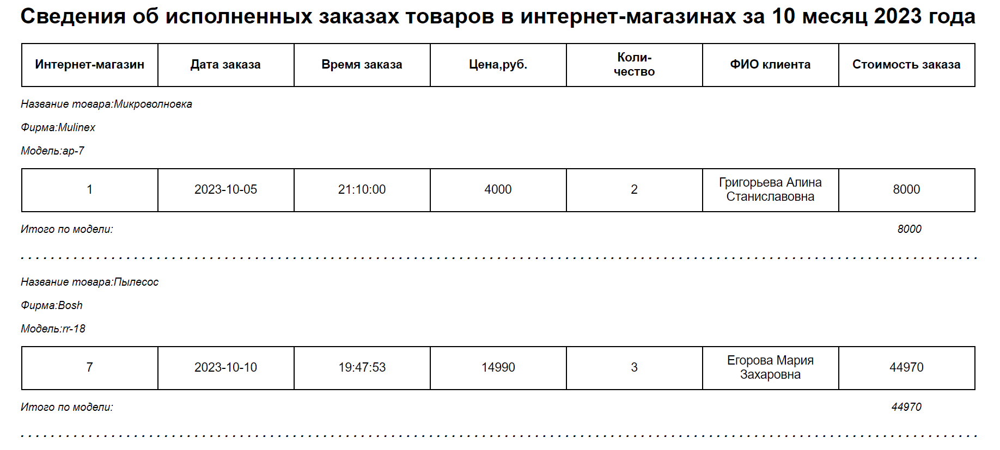 Сведения об исполненных заказах товаров в интернет-магазинах за 10 месяц 2023 года
Интернет-магазин Дата заказа Время заказа Цена,руб. Коли-
чество ФИО клиента Стоимость заказа
Название товара:Микроволновка
Фирма:Mulinex
Модель:ар-7
1 2023-10-05 21:10:00 4000 2 Григорьева Алина
Станиславовна 8000
Итого по модели: 8000
Название товара:Пылесос
Фирма:Bosh
Модель:rr-18
7 2023-10-10 19:47:53 14990 3 Егорова Мария
Захаровна 44970
Итого по модели: 44970